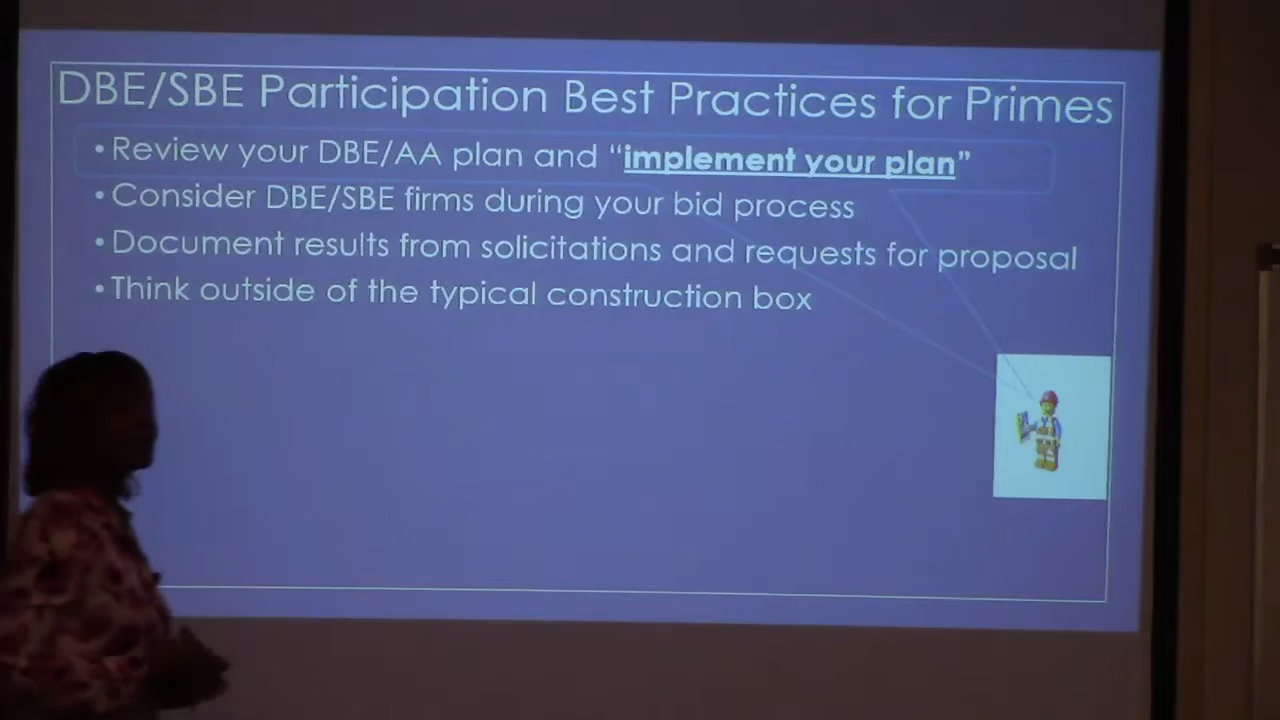 DBE/SBE Participation Best Practices for Primes
• Review your DBE/AA plan and “implement your plan”
• Consider DBE/SBE firms during your bid process
• Document results from solicitations and requests for proposal
• Think outside of the typical construction box